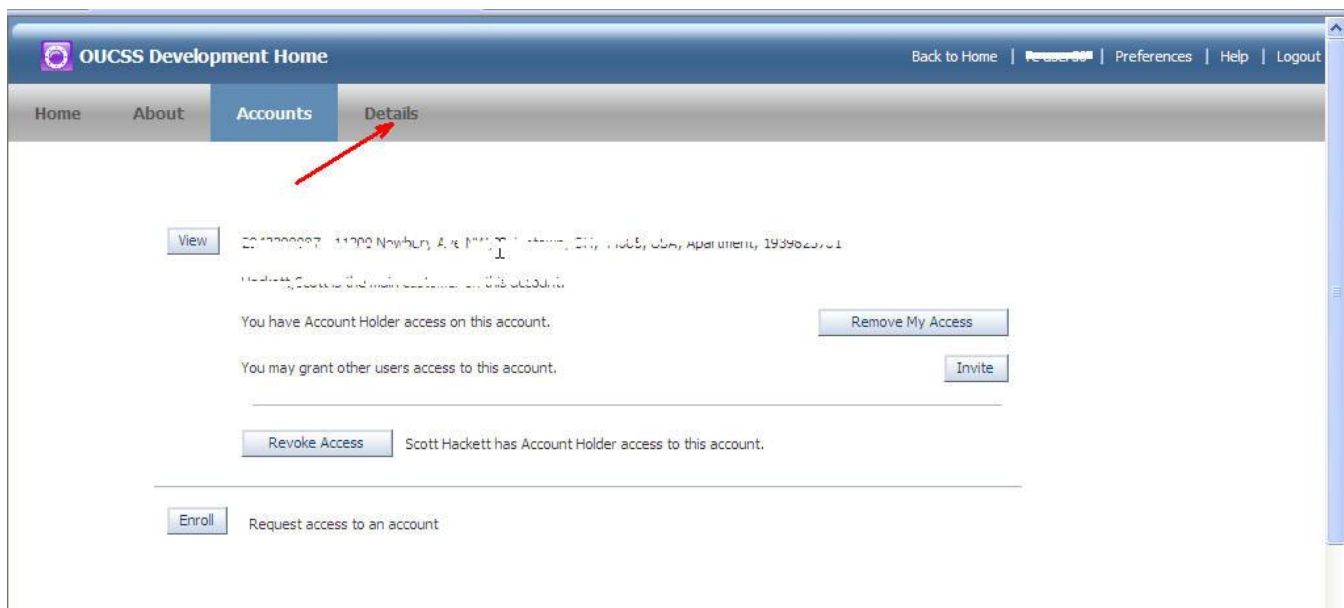 OUCSS Development Home
Back to Home | | Preferences | Help | Logout
Home About Accounts Details
View Apartment,
You have Account Holder access on this account.
Remove My Access
You may grant other users access to this account.
Invite
Revoke Access Scott Hackett has Account Holder access to this account.
Enroll Request access to an account